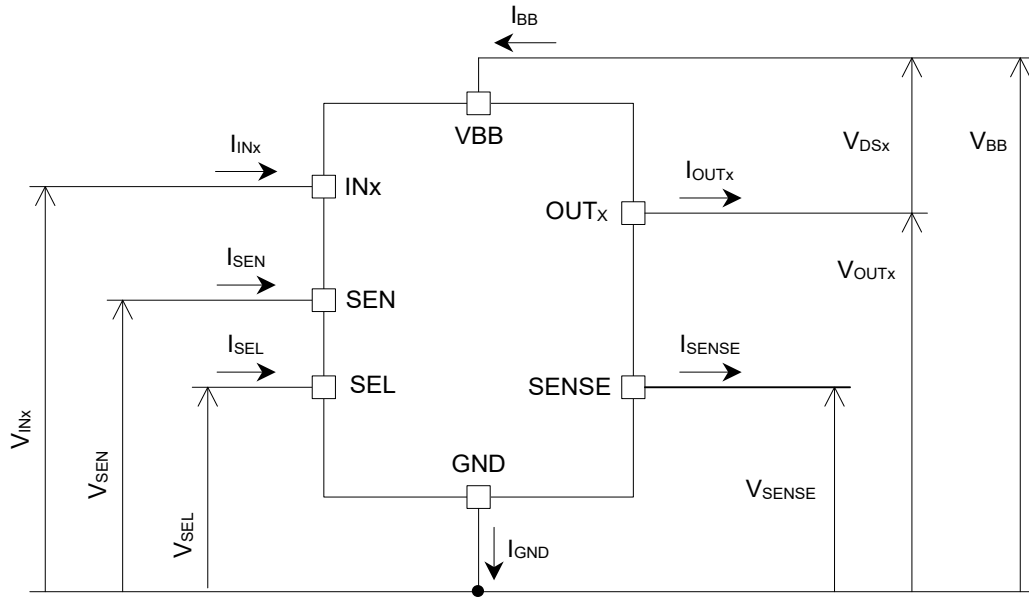 IBB
VBB
IINx
INx
IOUTx
OUTx
VDSx
VBB
ISEN
SEN
VOUTx
ISEL
SEL
ISENSE
SENSE
VINx
VSEN
VSEL
GND
VSENSE
IGND